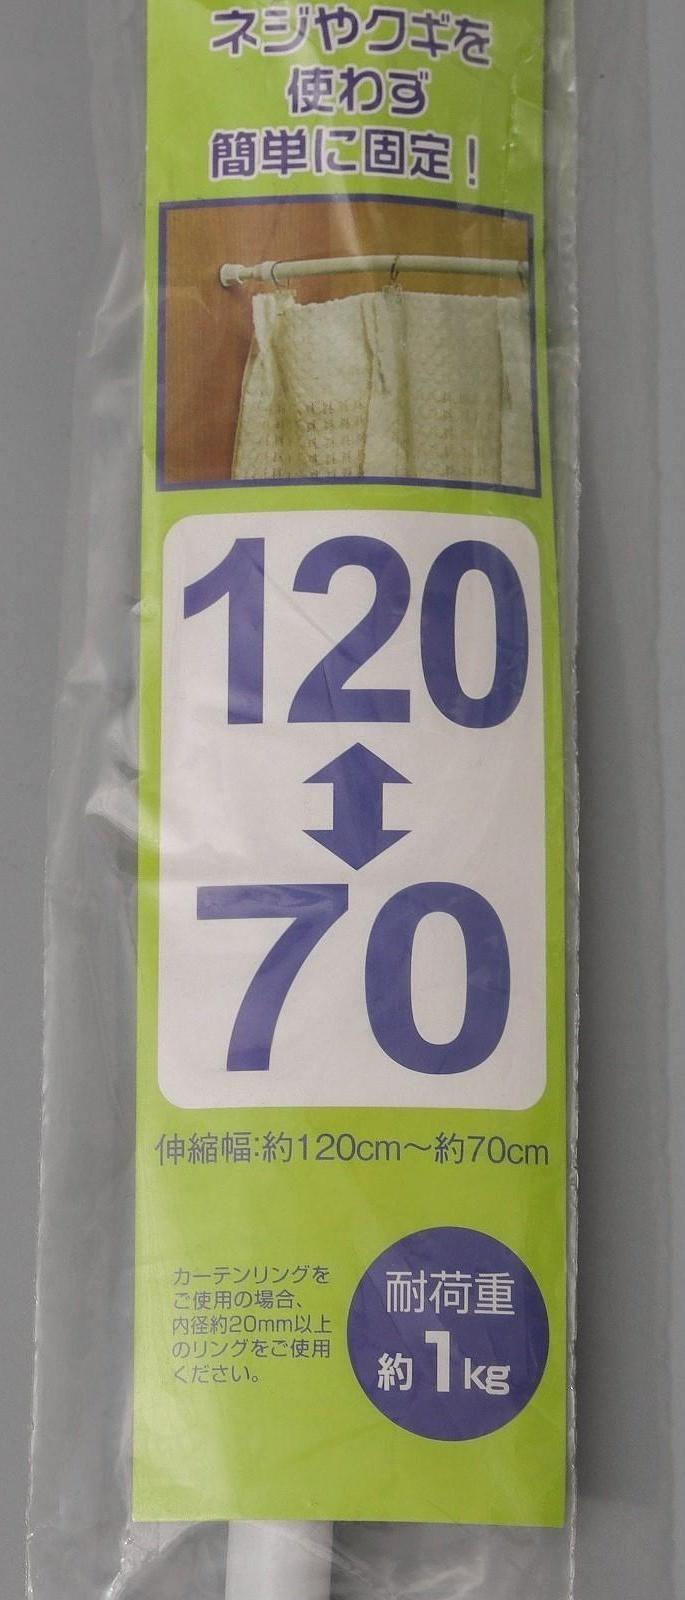 ネジやクギを
使わず
簡単に固定！
120
70
伸縮幅:約120cm〜約70cm
カーテンリングを
ご使用の場合、
内径約20mm以上
のリングをご使用
ください。
耐荷重
約1kg